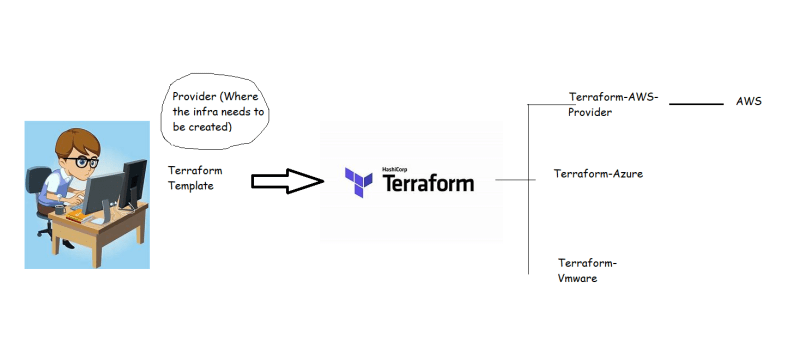 Provider (Where
the infra needs to
be created)
Terraform
Template
HashiCorp
Terraform
Terraform-AWS-
Provider
AWS
Terraform-Azure
Terraform-
Vmware